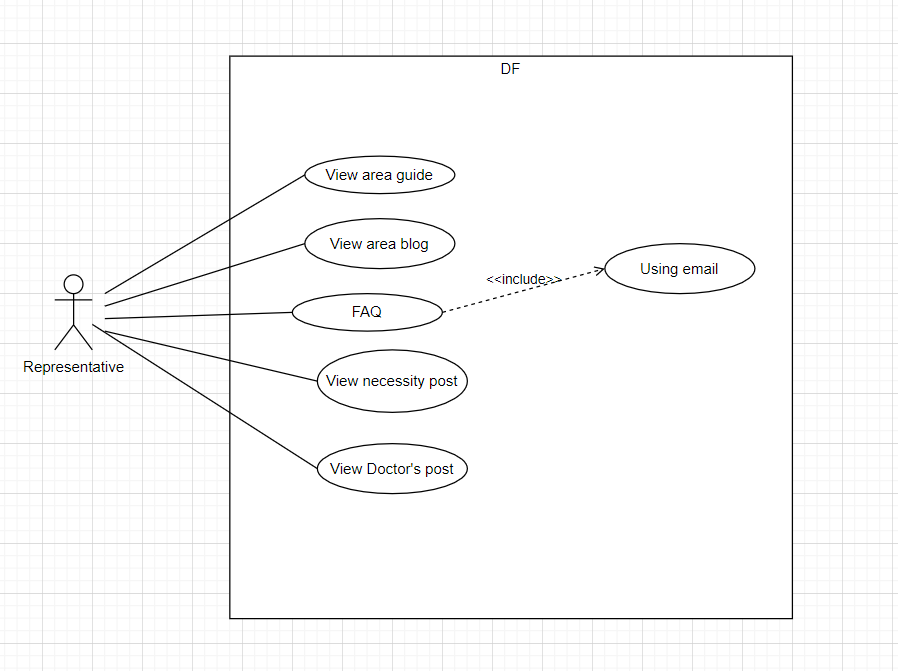 DF
View area guide
View area blog
<<include>>
Using email
FAQ
Representative
View necessity post
View Doctor's post